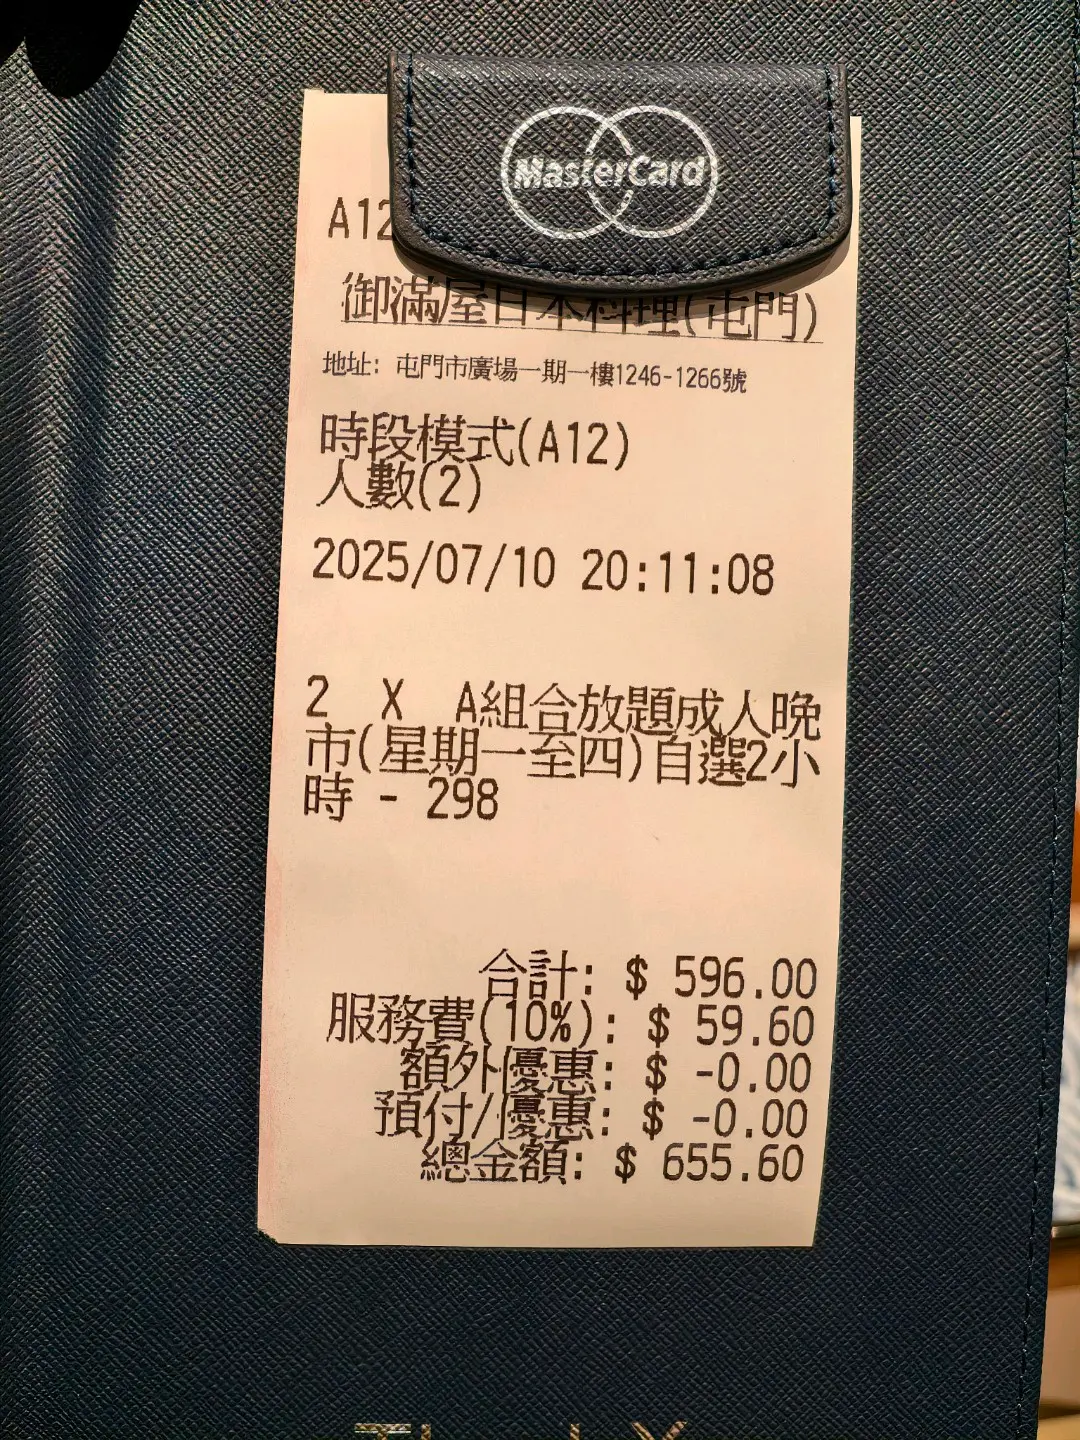 MasterCard
A12
御滿屋日本料理(屯門)
地址: 屯門市廣場一期一樓1246-1266號
時段模式(A12)
人數(2)
2025/07/10 20:11:08
2 X A組合放題成人晚
市(星期一至四)自選2小
時 - 298
合計: $ 596.00
服務費(10%): $ 59.60
額外優惠: $ -0.00
預付/優惠: $ -0.00
總金額: $ 655.60